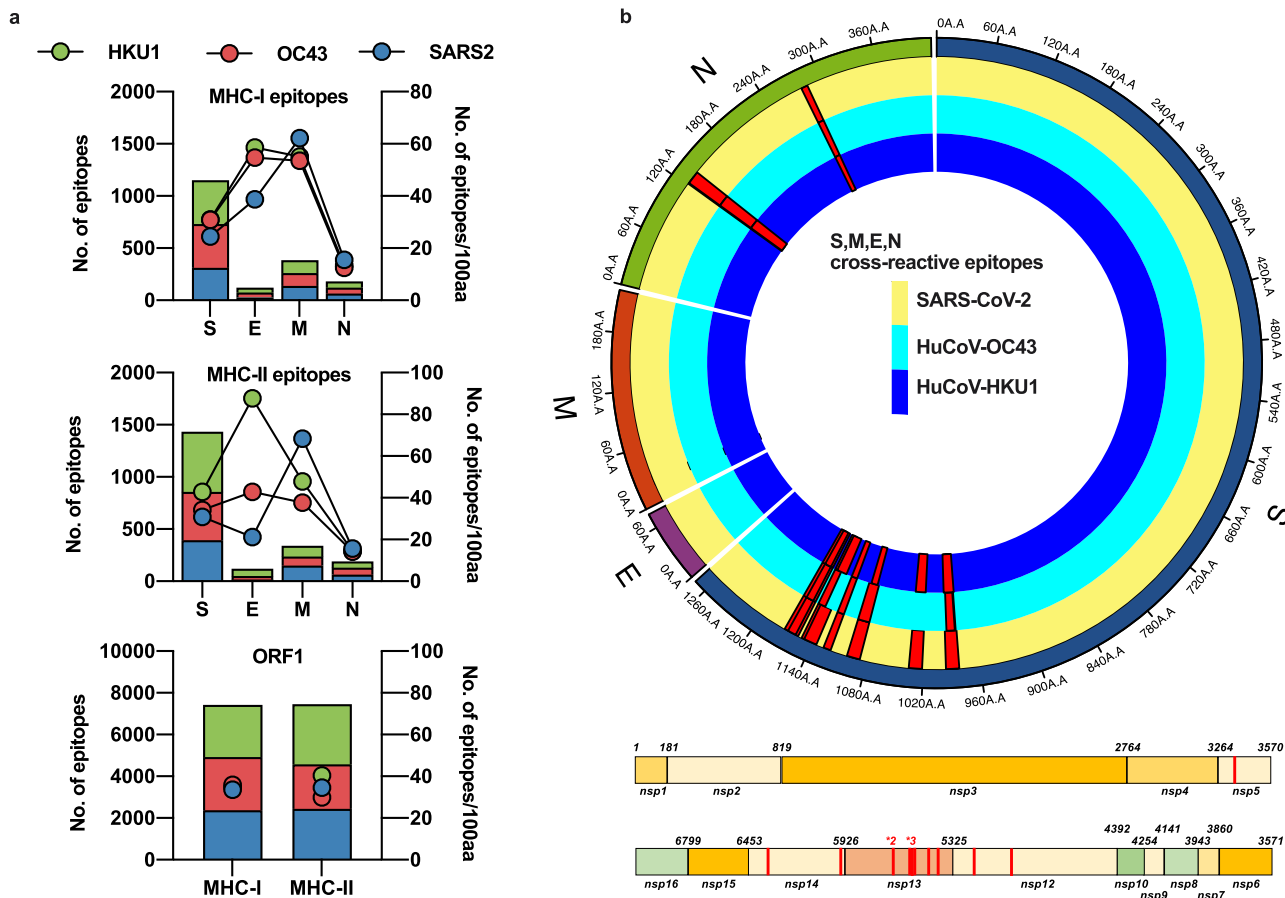 a
HKU1 OC43 SARS2
MHC-I epitopes
No. of epitopes
2000
1500
1000
500
0
80
60
40
20
0
No. of epitopes/100aa
S E M N
MHC-II epitopes
No. of epitopes
2000
1500
1000
500
0
100
80
60
40
20
0
No. of epitopes/100aa
S E M N
ORF1
No. of epitopes
10000
8000
6000
4000
2000
0
100
80
60
40
20
0
No. of epitopes/100aa
MHC-I MHC-II
b
S
0A.A
60A.A
120A.A
180A.A
240A.A
300A.A
360A.A
420A.A
480A.A
540A.A
600A.A
660A.A
720A.A
780A.A
840A.A
900A.A
960A.A
1020A.A
1080A.A
1140A.A
1200A.A
1260A.A
E
0A.A
60A.A
M
0A.A
60A.A
120A.A
180A.A
N
0A.A
60A.A
120A.A
180A.A
240A.A
300A.A
360A.A
S,M,E,N
cross-reactive epitopes
SARS-CoV-2
HuCoV-OC43
HuCoV-HKU1
1 181 819 2764 3264 3570
nsp1 nsp2 nsp3 nsp4 nsp5
6799 6453 5926 *2 *3 5325 4392 4254 4141 3943 3860 3571
nsp16 nsp15 nsp14 nsp13 nsp12 nsp10 nsp9 nsp8 nsp7 nsp6